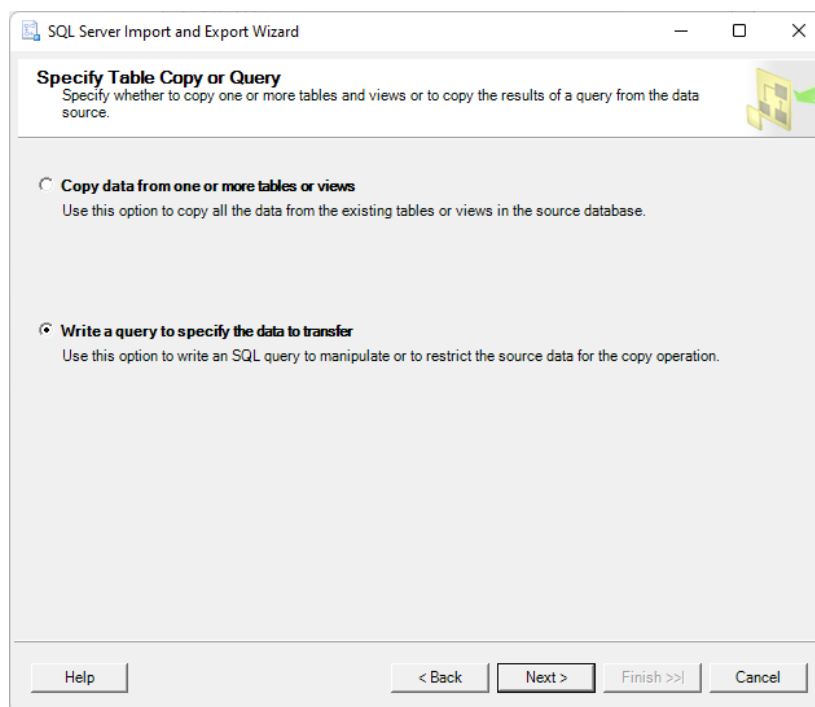 SQL Server Import and Export Wizard
Specify Table Copy or Query
Specify whether to copy one or more tables and views or to copy the results of a query from the data
source.
Copy data from one or more tables or views
Use this option to copy all the data from the existing tables or views in the source database.
Write a query to specify the data to transfer
Use this option to write an SQL query to manipulate or to restrict the source data for the copy operation.
Help
< Back
Next >
Finish >>|
Cancel